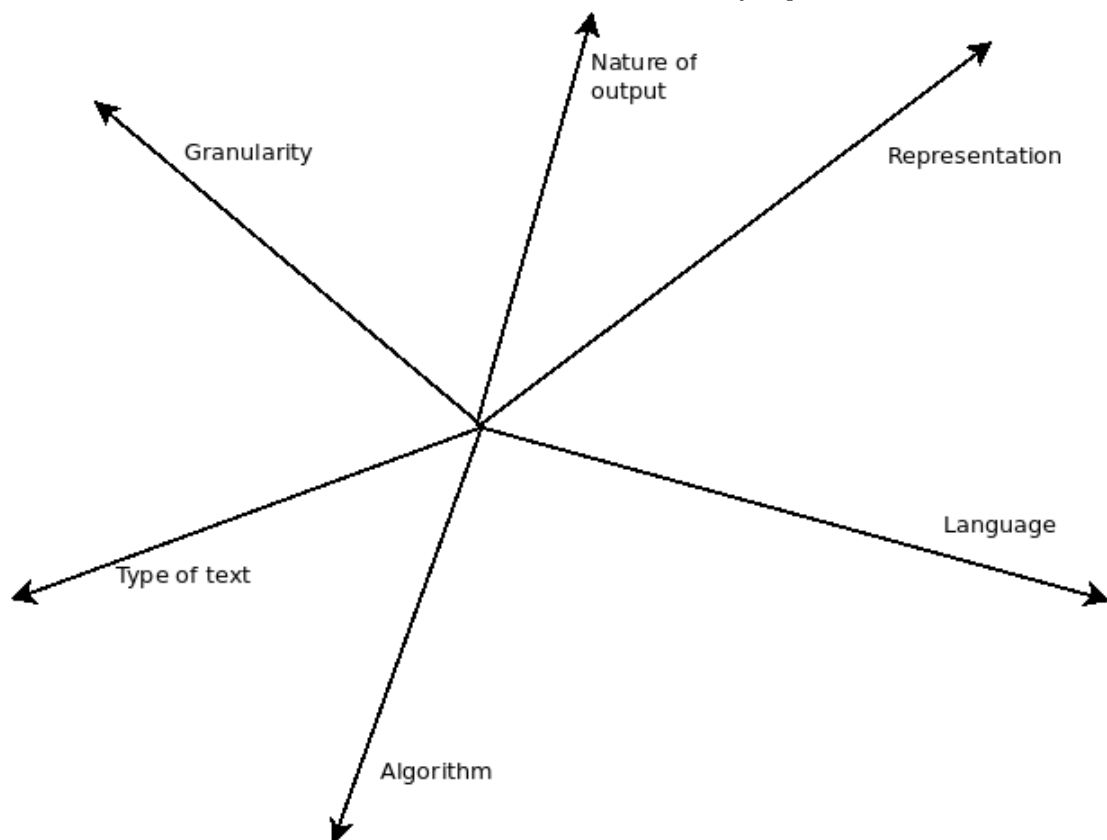 Nature of
output
Granularity
Representation
Language
Type of text
Algorithm